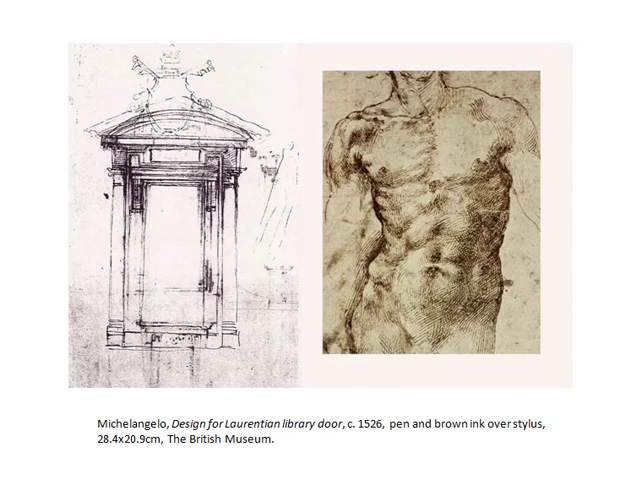 Michelangelo, Design for Laurentian library door, c. 1526, pen and brown ink over stylus,
28.4x20.9cm, The British Museum.